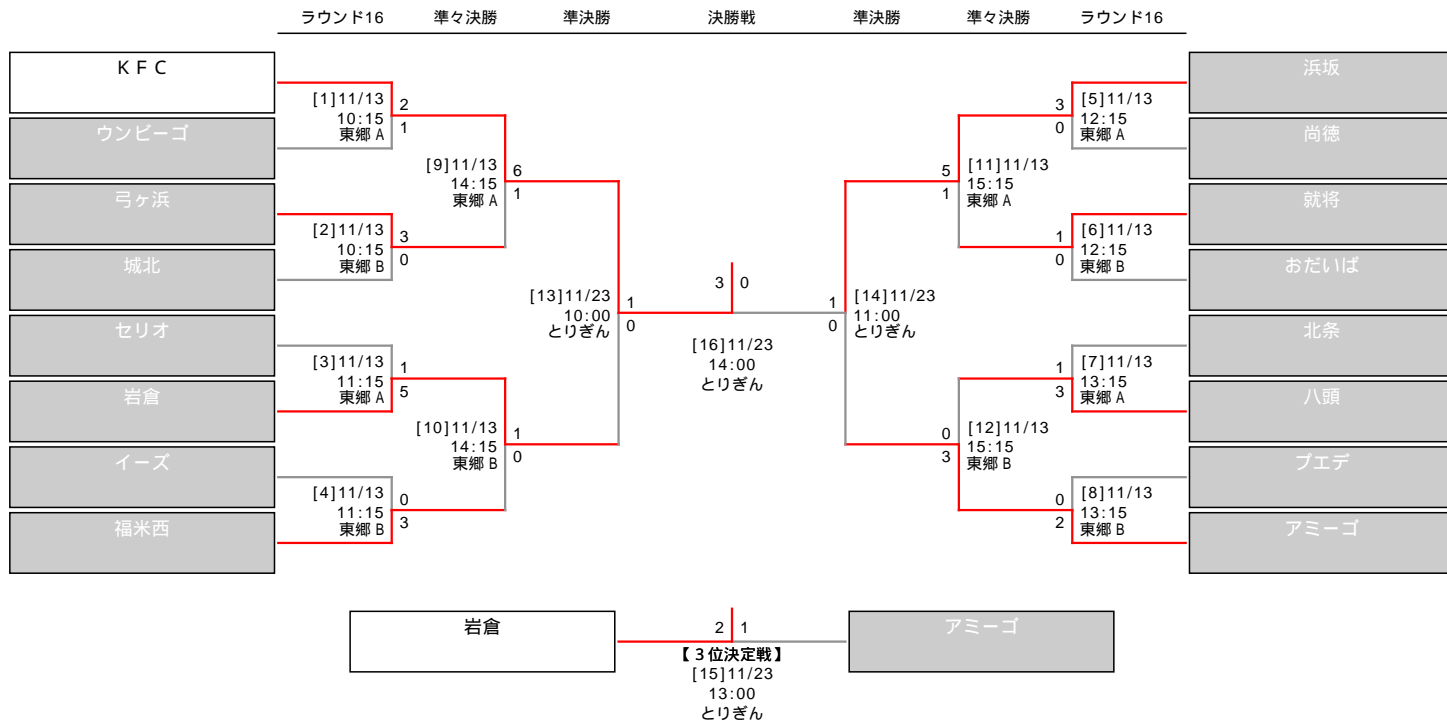 ラウンド16 準々決勝 準決勝 決勝戦 準決勝 準々決勝 ラウンド16
ＫＦＣ
ウンビーゴ
弓ヶ浜
城北
セリオ
岩倉
イーズ
福米西
[1]11/13
10:15
東郷Ａ
2
1
[2]11/13
10:15
東郷Ｂ
3
0
[3]11/13
11:15
東郷Ａ
1
5
[4]11/13
11:15
東郷Ｂ
0
3
[9]11/13
14:15
東郷Ａ
6
1
[10]11/13
14:15
東郷Ｂ
1
0
[13]11/23
10:00
とりぎん
1
0
3 0
[16]11/23
14:00
とりぎん
1
0
[14]11/23
11:00
とりぎん
5
1
[11]11/13
15:15
東郷Ａ
0
3
[12]11/13
15:15
東郷Ｂ
3
0
[5]11/13
12:15
東郷Ａ
1
0
[6]11/13
12:15
東郷Ｂ
1
3
[7]11/13
13:15
東郷Ａ
0
2
[8]11/13
13:15
東郷Ｂ
浜坂
尚徳
就将
おだいば
北条
八頭
プエデ
アミーゴ
岩倉
2 1
アミーゴ
【３位決定戦】
[15]11/23
13:00
とりぎん